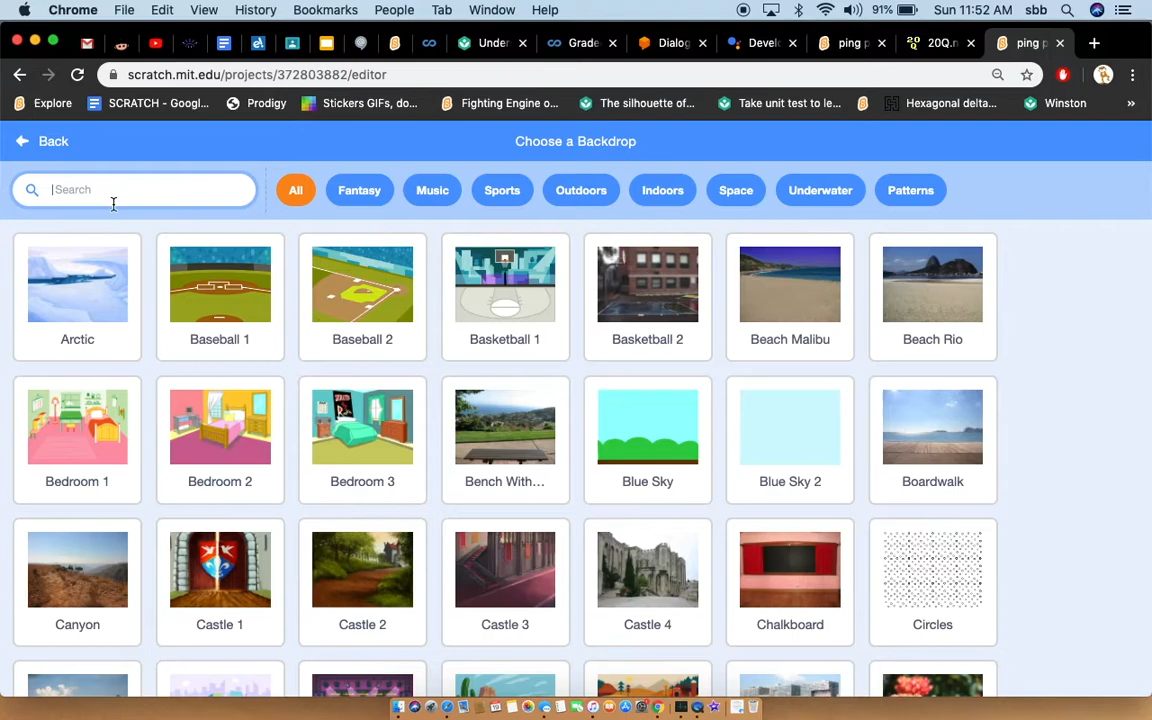 Chrome File Edit View History Bookmarks People Tab Window Help 91% Sun 11:52 AM sbb
Under Grade Dialog Develo ping p 20Q.n ping p
scratch.mit.edu/projects/372803882/editor
Explore SCRATCH - Googl... Prodigy Stickers GIFs, do... Fighting Engine o... The silhouette of... Take unit test to le... Hexagonal delta... Winston »
Back Choose a Backdrop
Search All Fantasy Music Sports Outdoors Indoors Space Underwater Patterns
Arctic Baseball 1 Baseball 2 Basketball 1 Basketball 2 Beach Malibu Beach Rio
Bedroom 1 Bedroom 2 Bedroom 3 Bench With... Blue Sky Blue Sky 2 Boardwalk
Canyon Castle 1 Castle 2 Castle 3 Castle 4 Chalkboard Circles